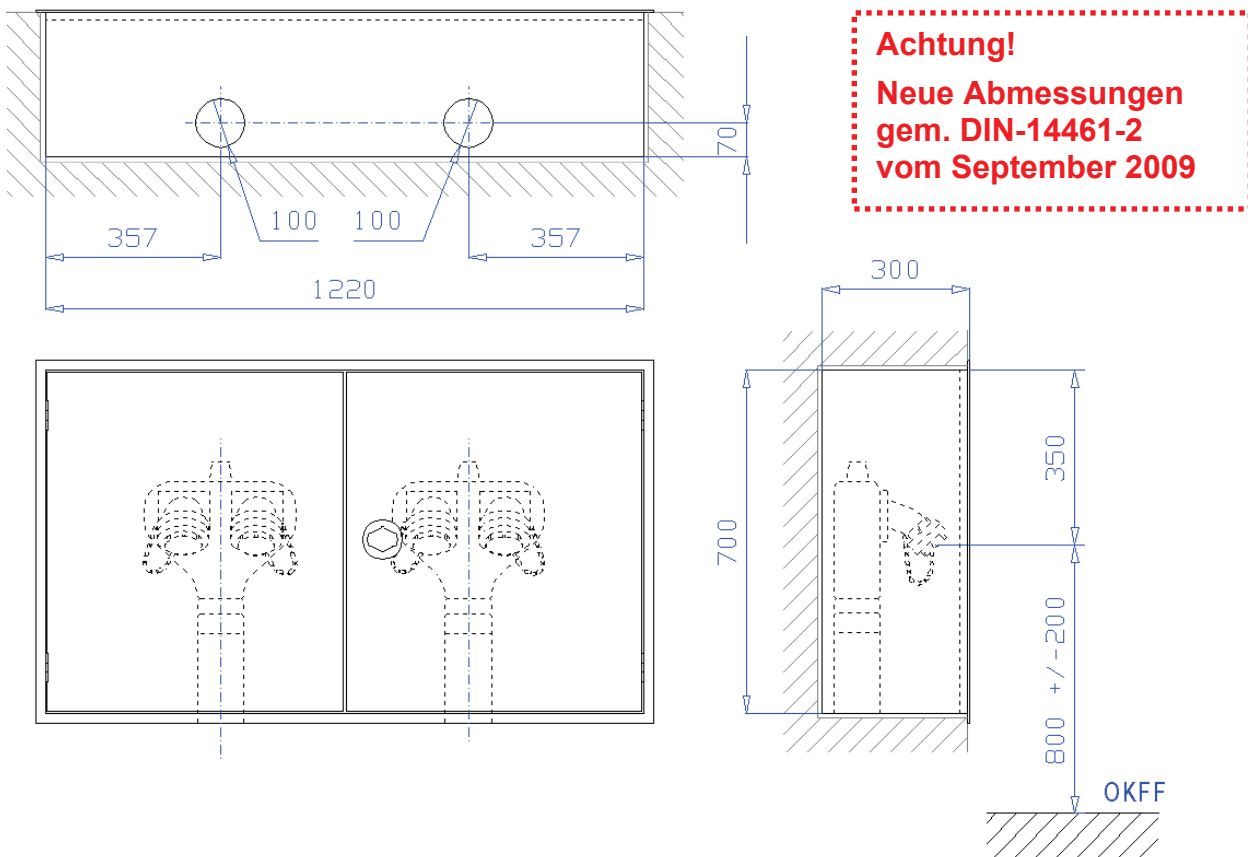 Achtung!
Neue Abmessungen
gem. DIN-14461-2
vom September 2009
70
100
100
357
357
1220
300
700
350
800 +/-200
OKFF